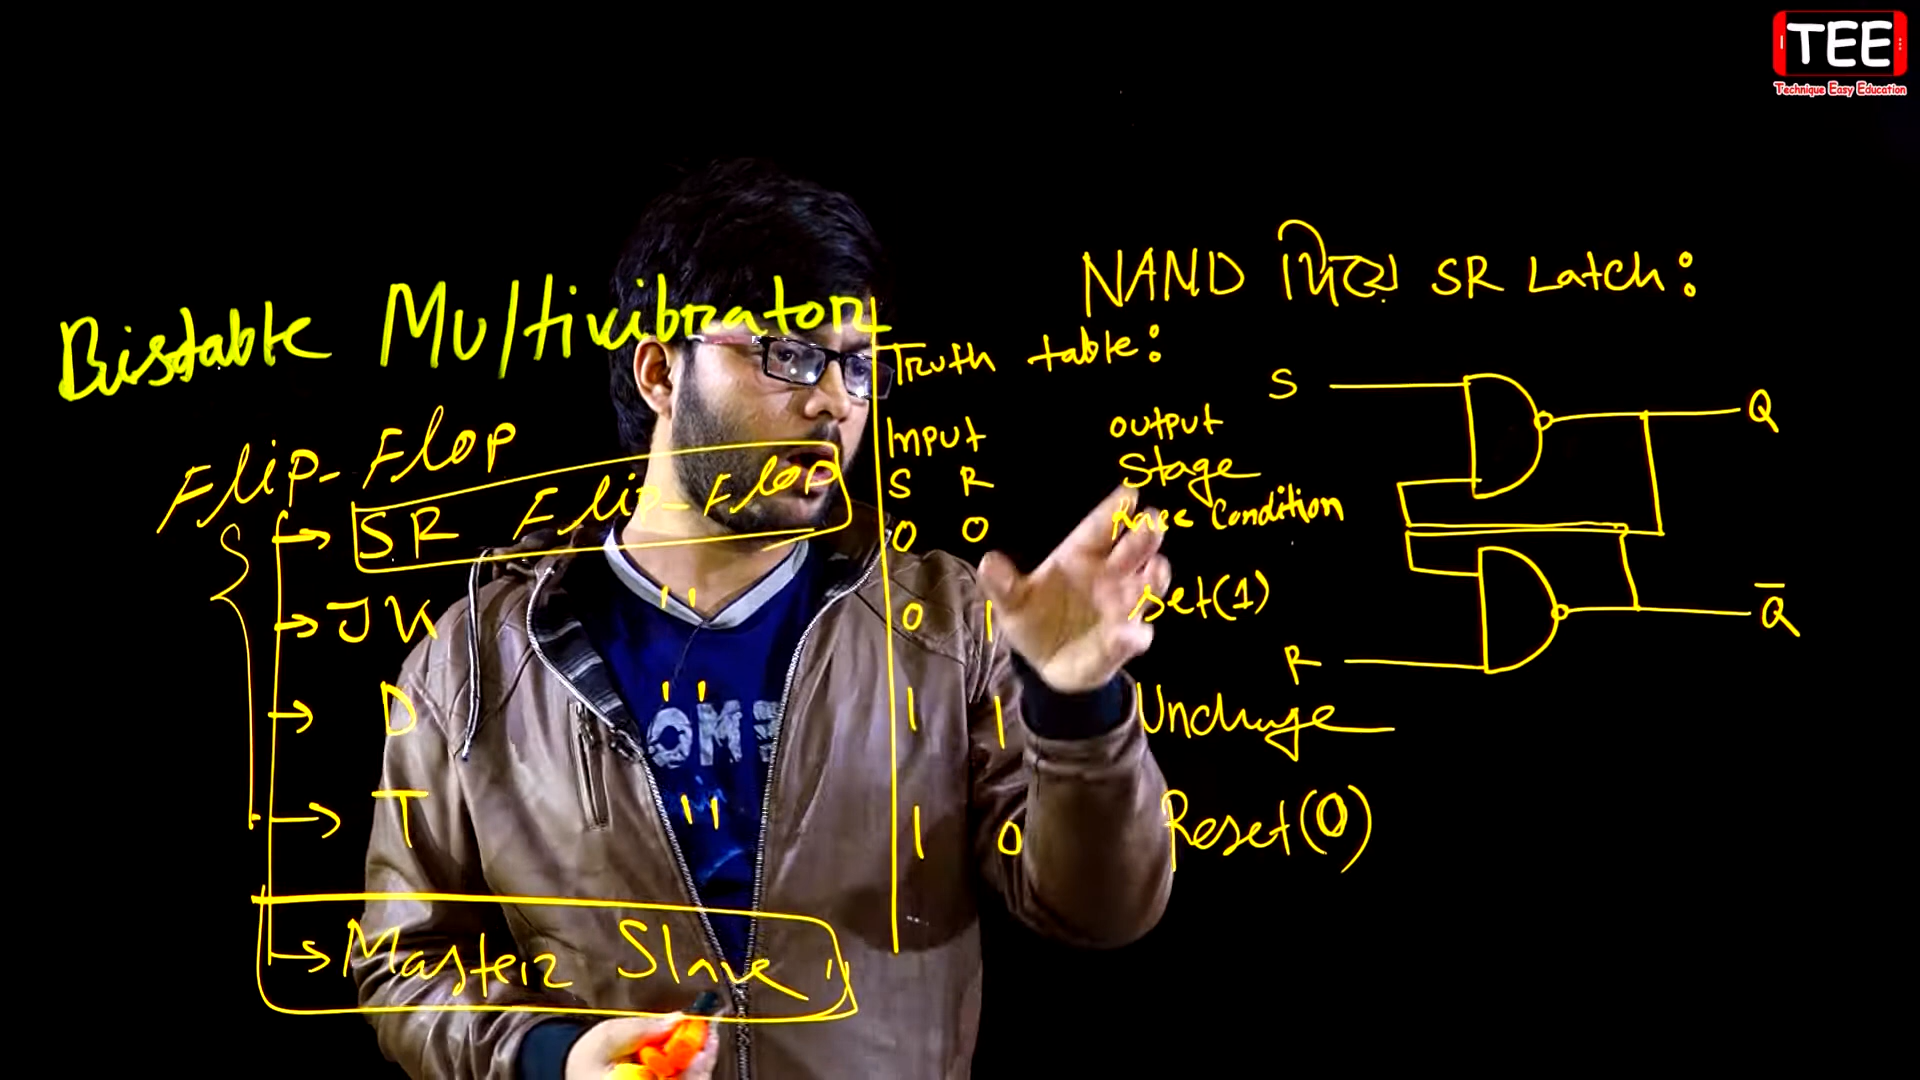 TEE
Technique Easy Education
Bistable Multivibrator
Flip-Flop
SR Flip-Flop
JK "
D "
T "
Master Slave "
NAND দিয়ে SR Latch:
Truth table:
Input Output
S R Stage
0 0 Race Condition
0 1 Set(1)
1 1 Unchange
1 0 Reset(0)
S Q
R Q̅